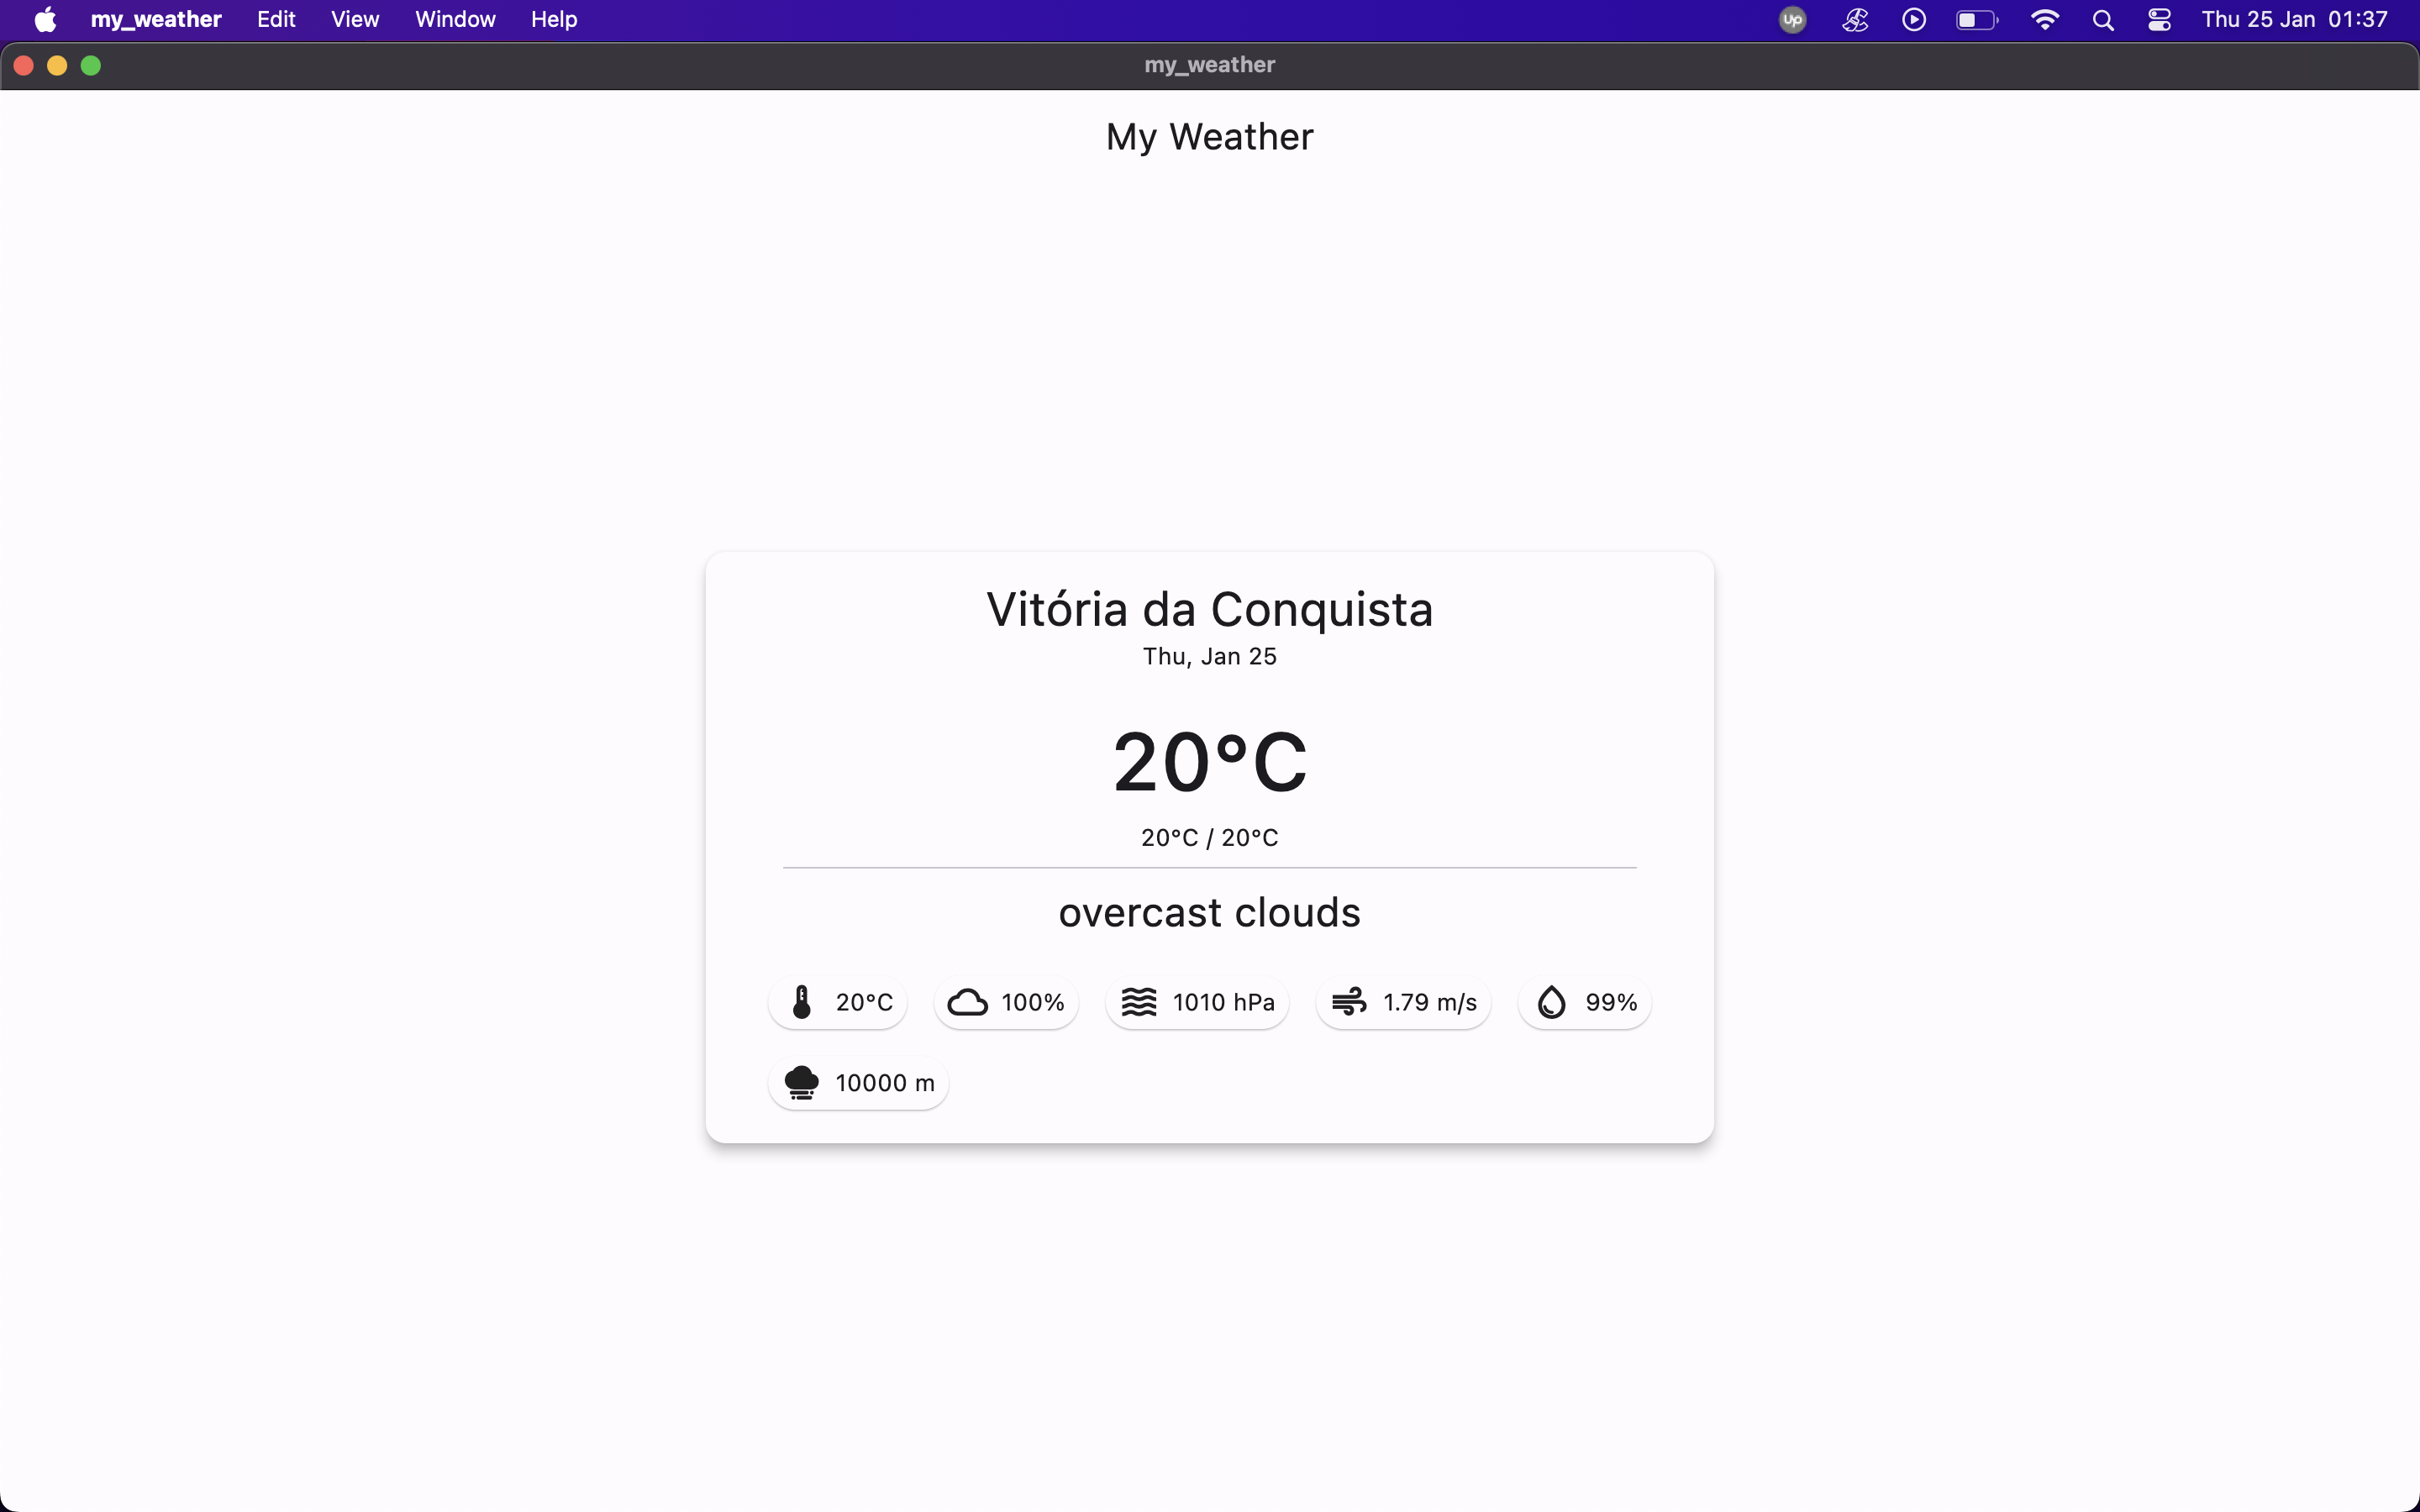 my_weather Edit View Window Help Up Thu 25 Jan 01:37
my_weather
My Weather
Vitória da Conquista
Thu, Jan 25
20°C
20°C / 20°C
overcast clouds
20°C 100% 1010 hPa 1.79 m/s 99%
10000 m